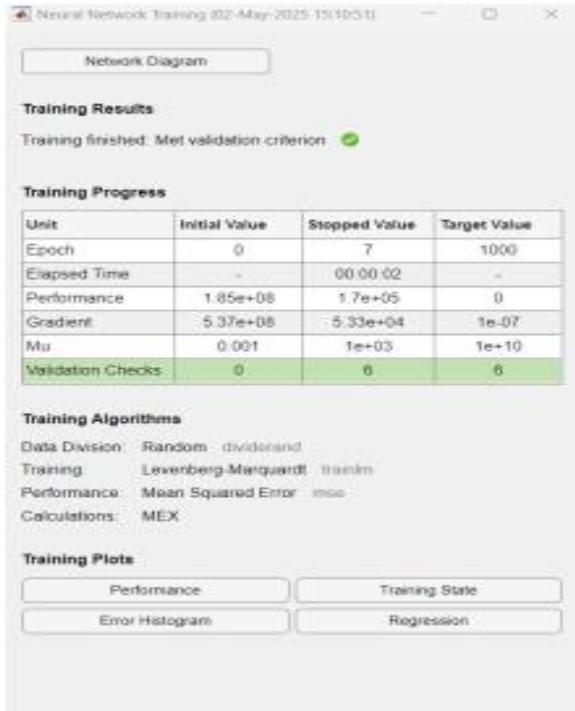 Neural Network Training (02-May-2025 15:10:51)
Network Diagram
Training Results
Training finished: Met validation criterion
Training Progress
Unit Initial Value Stopped Value Target Value
Epoch 0 7 1000
Elapsed Time - 00:00:02 -
Performance 1.85e+08 1.7e+05 0
Gradient 5.37e+08 5.33e+04 1e-07
Mu 0.001 1e+03 1e+10
Validation Checks 0 6 6
Training Algorithms
Data Division: Random dividerand
Training: Levenberg-Marquardt trainlm
Performance: Mean Squared Error mse
Calculations: MEX
Training Plots
Performance Training State
Error Histogram Regression